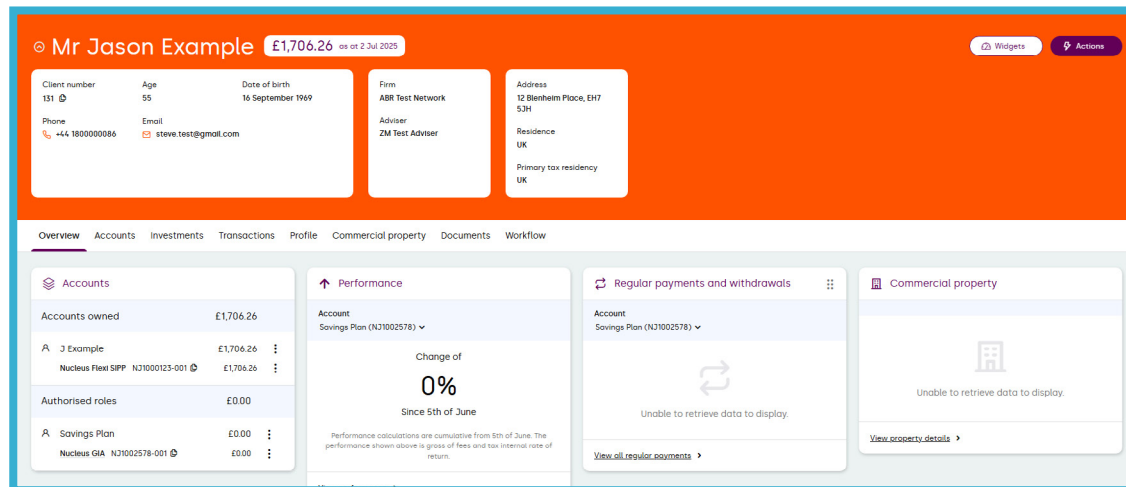 Mr Jason Example £1,706.26 as at 2 Jul 2025
Widgets
Actions
Client number
131
Age
55
Date of birth
16 September 1969
Phone
+44 1800000086
Email
steve.test@gmail.com
Firm
ABR Test Network
Adviser
ZM Test Adviser
Address
12 Blenheim Place, EH7
5JH
Residence
UK
Primary tax residency
UK
Overview Accounts Investments Transactions Profile Commercial property Documents Workflow
Accounts
Accounts owned £1,706.26
J Example £1,706.26
Nucleus Flexi SIPP NJ1000123-001 £1,706.26
Authorised roles £0.00
Savings Plan £0.00
Nucleus GIA NJ1002578-001 £0.00
Performance
Account
Savings Plan (NJ1002578)
Change of
0%
Since 5th of June
Performance calculations are cumulative from 5th of June. The
performance shown above is gross of fees and tax internal rate of
return.
Regular payments and withdrawals
Account
Savings Plan (NJ1002578)
Unable to retrieve data to display.
View all regular payments
Commercial property
Unable to retrieve data to display.
View property details